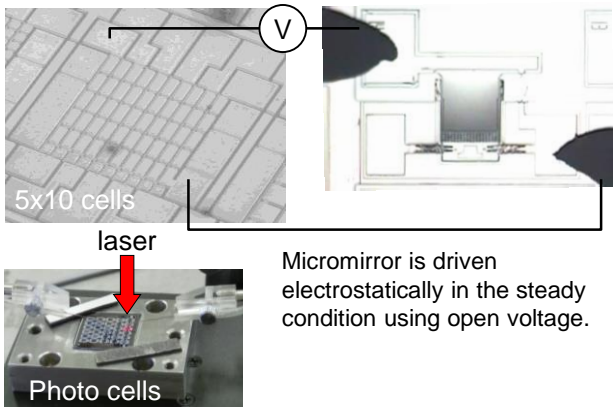 V
5x10 cells
laser
Micromirror is driven
electrostatically in the steady
condition using open voltage.
Photo cells